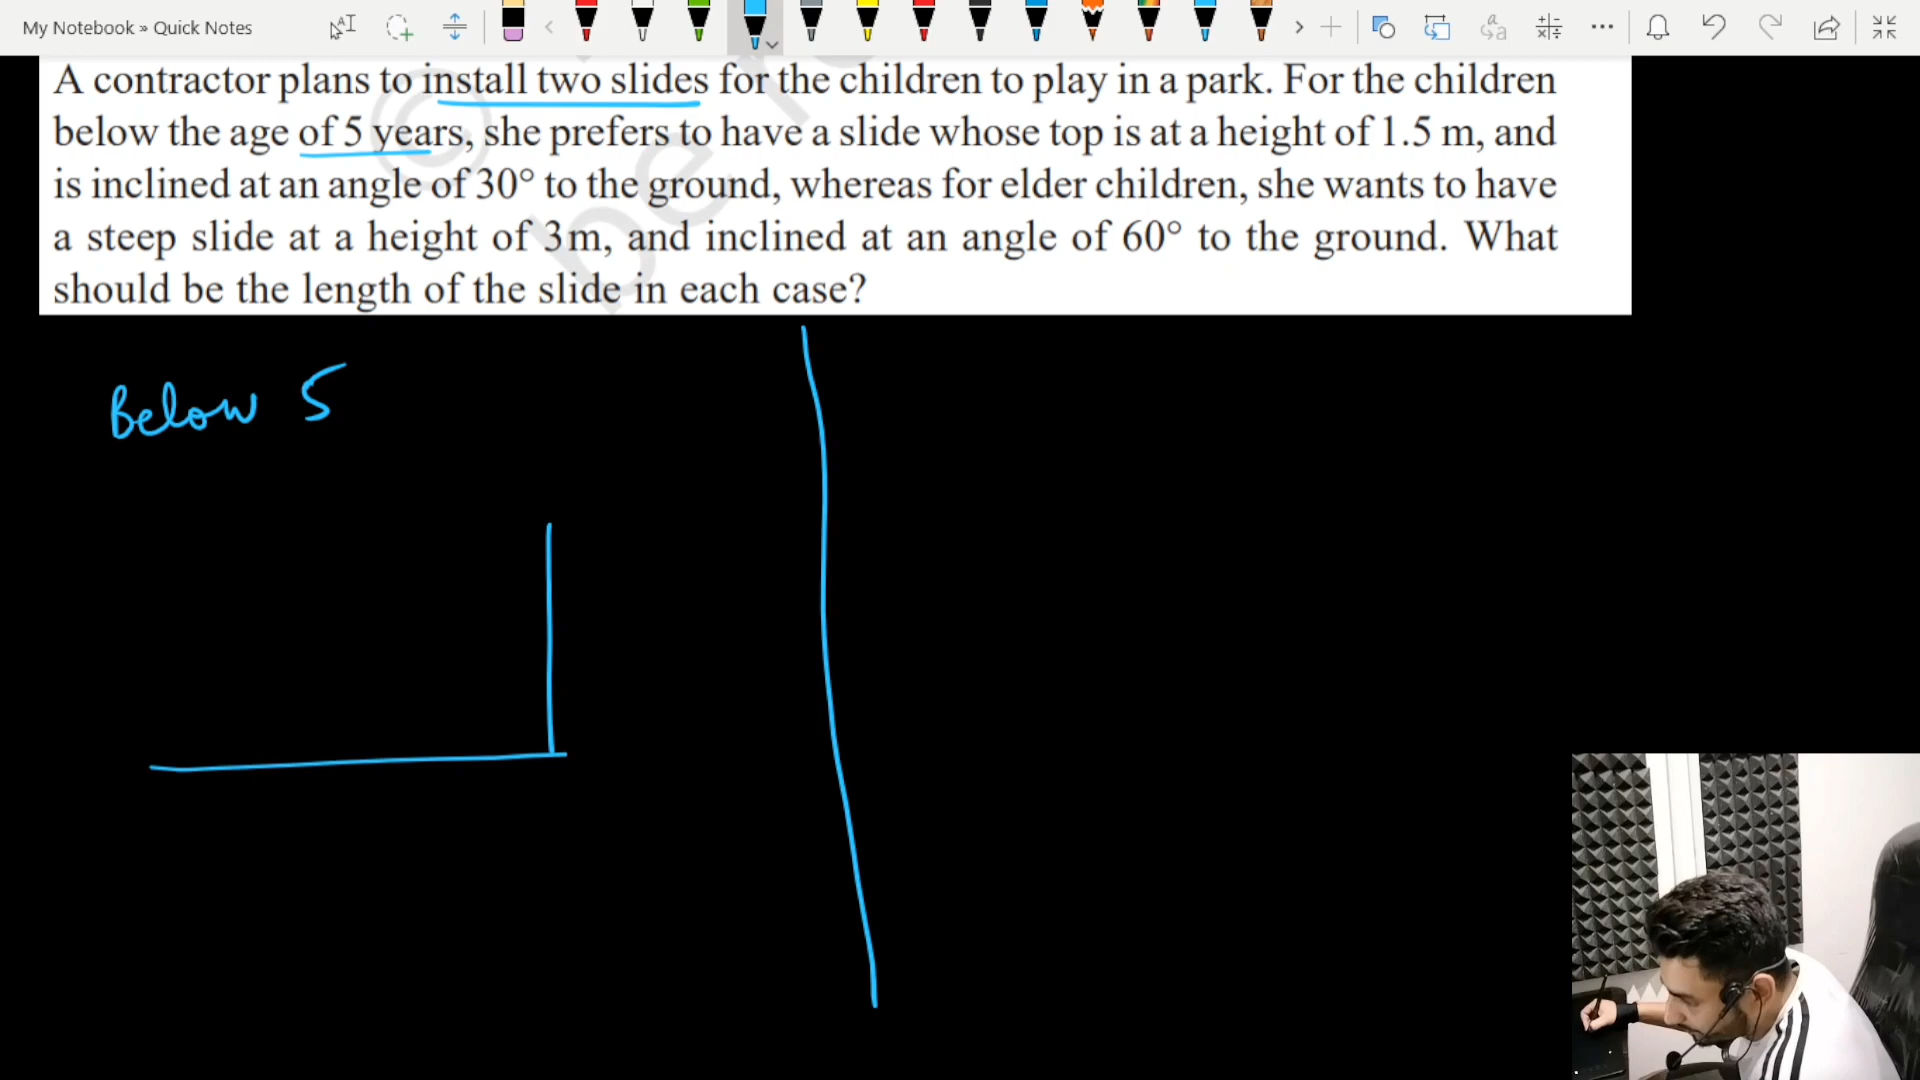 My Notebook » Quick Notes
A contractor plans to install two slides for the children to play in a park. For the children
below the age of 5 years, she prefers to have a slide whose top is at a height of 1.5 m, and
is inclined at an angle of 30° to the ground, whereas for elder children, she wants to have
a steep slide at a height of 3m, and inclined at an angle of 60° to the ground. What
should be the length of the slide in each case?
Below 5